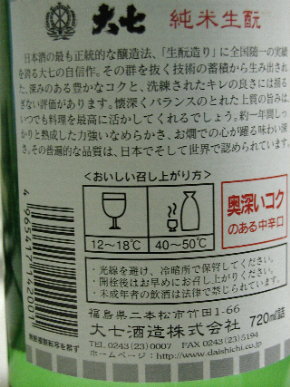 大七 純米生酛
日本酒の最も正統的な醸造法、「生酛造り」に全国随一の実績
を誇る大七の自信作。その群を抜く技術の蓄積から生み出され
た、深みのある豊かなコクと、洗練されたキレの良さには揺る
ぎない評価があります。懐深くバランスのとれた上質の旨みは、
いつでも料理を最高に活かしてくれるでしょう。約一年間しっ
かりと熟成した力強いなめらかさ、お燗での心が踊る味わい深
さ。その普遍的な品質は、日本でそして世界で認められています。
<おいしい召し上がり方>
12～18℃ 40～50℃
奥深いコク
のある中辛口
・光線を避け、冷暗所で保管してください。
・開栓後はお早めにお召し上がりください。
・未成年者の飲酒は法律で禁じられています。
福島県二本松市竹田1-66
大七酒造株式会社 720ml詰
TEL 0243(23)0007 FAX 0243(23)5194
ホームページ：http://www.daishichi.com